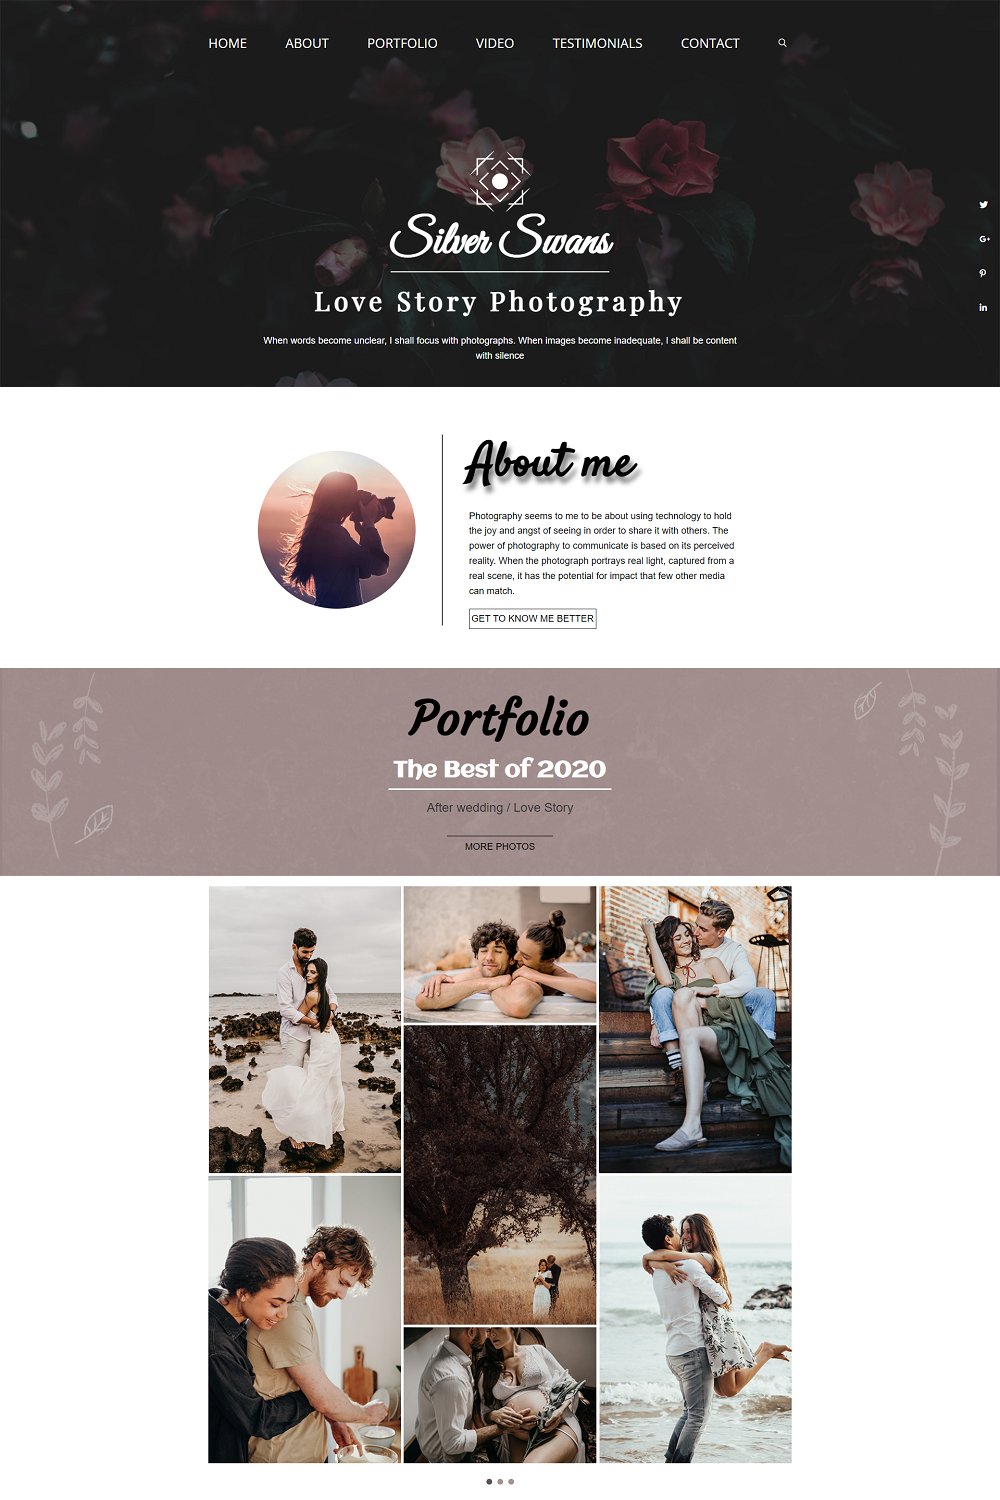 HOME ABOUT PORTFOLIO VIDEO TESTIMONIALS CONTACT
Silver Swans
Love Story Photography
When words become unclear, I shall focus with photographs. When images become inadequate, I shall be content
with silence
About me
Photography seems to me to be about using technology to hold
the joy and angst of seeing in order to share it with others. The
power of photography to communicate is based on its perceived
reality. When the photograph portrays real light, captured from a
real scene, it has the potential for impact that few other media
can match.
GET TO KNOW ME BETTER
Portfolio
The Best of 2020
After wedding / Love Story
MORE PHOTOS